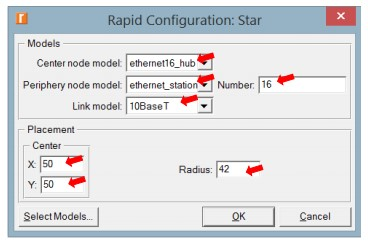 Rapid Configuration: Star
Models
Center node model: ethernet16_hub
Periphery node model: ethernet_station Number: 16
Link model: 10BaseT
Placement
Center
X: 50
Radius: 42
Y: 50
Select Models... OK Cancel